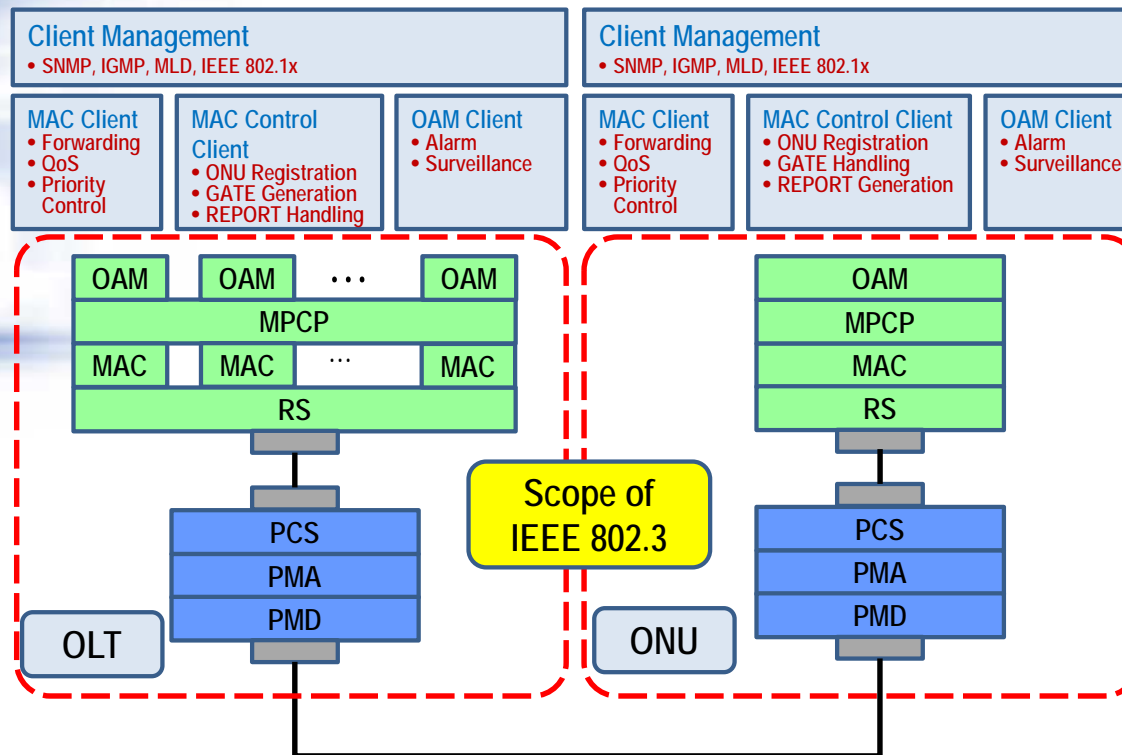 Client Management
• SNMP, IGMP, MLD, IEEE 802.1x
MAC Client
• Forwarding
• QoS
• Priority
Control
MAC Control
Client
• ONU Registration
• GATE Generation
• REPORT Handling
OAM Client
• Alarm
• Surveillance
OAM OAM ... OAM
MPCP
MAC MAC ... MAC
RS
PCS
PMA
PMD
OLT
Scope of
IEEE 802.3
Client Management
• SNMP, IGMP, MLD, IEEE 802.1x
MAC Client
• Forwarding
• QoS
• Priority
Control
MAC Control Client
• ONU Registration
• GATE Handling
• REPORT Generation
OAM Client
• Alarm
• Surveillance
OAM
MPCP
MAC
RS
PCS
PMA
PMD
ONU